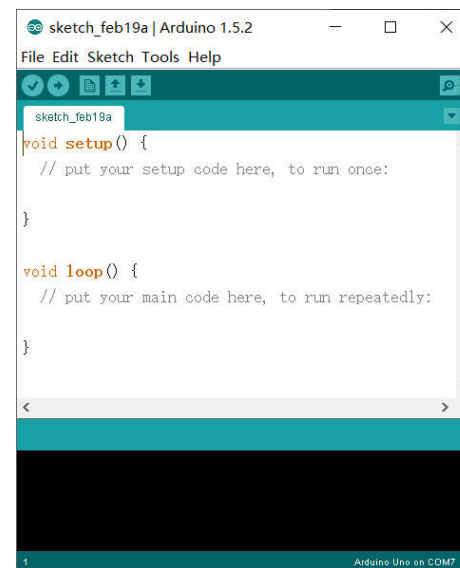 sketch_feb19a | Arduino 1.5.2
File Edit Sketch Tools Help
sketch_feb19a
void setup() {
  // put your setup code here, to run once:
}
void loop() {
  // put your main code here, to run repeatedly:
}
1
Arduino Uno on COM7